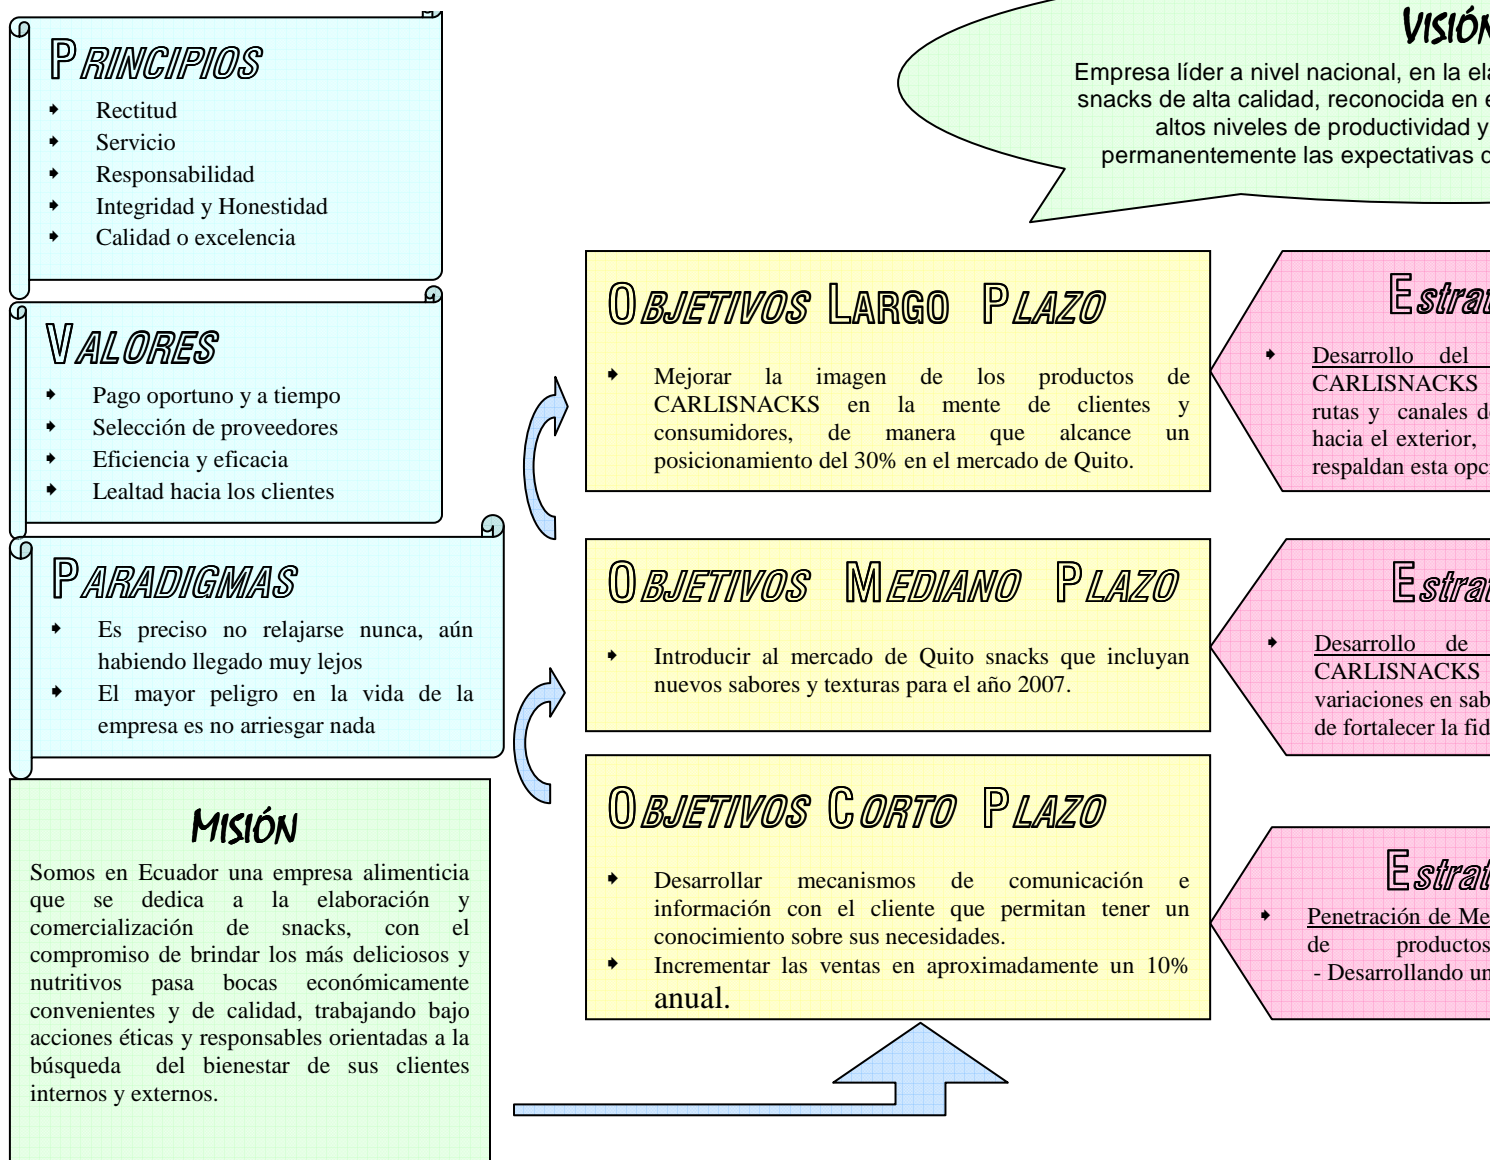 PRINCIPIOS
Rectitud
Servicio
Responsabilidad
Integridad y Honestidad
Calidad o excelencia
VALORES
Pago oportuno y a tiempo
Selección de proveedores
Eficiencia y eficacia
Lealtad hacia los clientes
PARADIGMAS
Es preciso no relajarse nunca, aún
habiendo llegado muy lejos
El mayor peligro en la vida de la
empresa es no arriesgar nada
MISIÓN
Somos en Ecuador una empresa alimenticia
que se dedica a la elaboración y
comercialización de snacks, con el
compromiso de brindar los más deliciosos y
nutritivos pasa bocas económicamente
convenientes y de calidad, trabajando bajo
acciones éticas y responsables orientadas a la
búsqueda del bienestar de sus clientes
internos y externos.
VISIÓN
Empresa líder a nivel nacional, en la
snacks de alta calidad, reconocida en
altos niveles de productividad y
permanentemente las expectativas
OBJETIVOS LARGO PLAZO
Mejorar la imagen de los productos de
CARLISNACKS en la mente de clientes y
consumidores, de manera que alcance un
posicionamiento del 30% en el mercado de Quito.
Desarrollo del
CARLISNACKS
rutas y canales
hacia el exterior,
respaldan esta
OBJETIVOS MEDIANO PLAZO
Introducir al mercado de Quito snacks que incluyan
nuevos sabores y texturas para el año 2007.
Desarrollo de
CARLISNACKS
variaciones en
de fortalecer la
OBJETIVOS CORTO PLAZO
Desarrollar mecanismos de comunicación e
información con el cliente que permitan tener un
conocimiento sobre sus necesidades.
Incrementar las ventas en aproximadamente un 10%
anual.
Penetración de
de productos
- Desarrollando